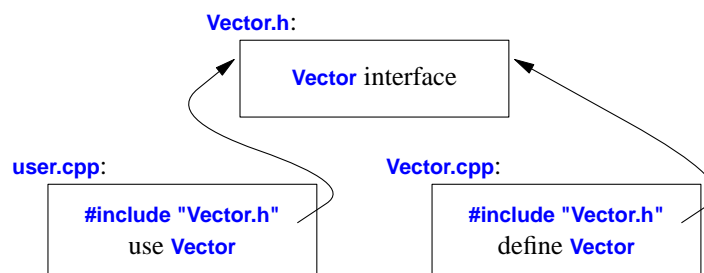 Vector.h:
Vector interface
user.cpp:
Vector.cpp:
#include "Vector.h"
use Vector
#include "Vector.h"
define Vector